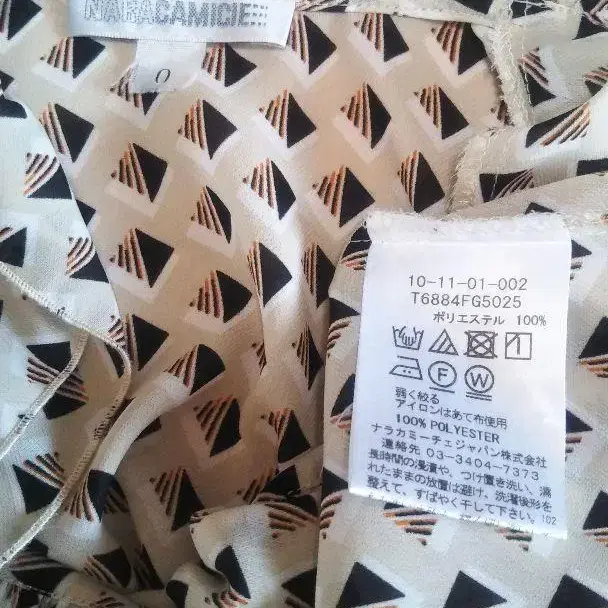 NARACAMICIE
0
10-11-01-002
T6884FG5025
ポリエステル 100%
F W
弱く絞る
アイロンはあて布使用
100% POLYESTER
ナラカミーチェジャパン株式会社
連絡先 03-3404-7373
長時間の浸漬や、つけ置き洗い、濡
れたままの放置は避け、洗濯後形を
整えて、すばやく干して下さい。102